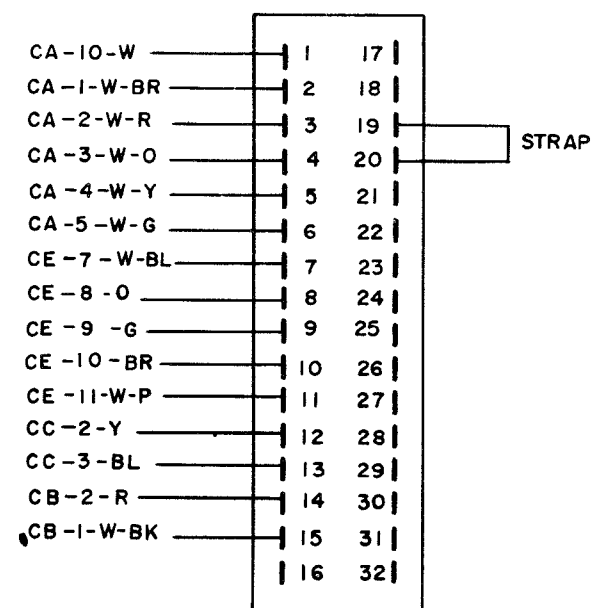 CA-10-W 1 17
CA-1-W-BR 2 18
CA-2-W-R 3 19
STRAP
CA-3-W-O 4 20
CA-4-W-Y 5 21
CA-5-W-G 6 22
CE-7-W-BL 7 23
CE-8-O 8 24
CE-9-G 9 25
CE-10-BR 10 26
CE-11-W-P 11 27
CC-2-Y 12 28
CC-3-BL 13 29
CB-2-R 14 30
CB-1-W-BK 15 31
16 32